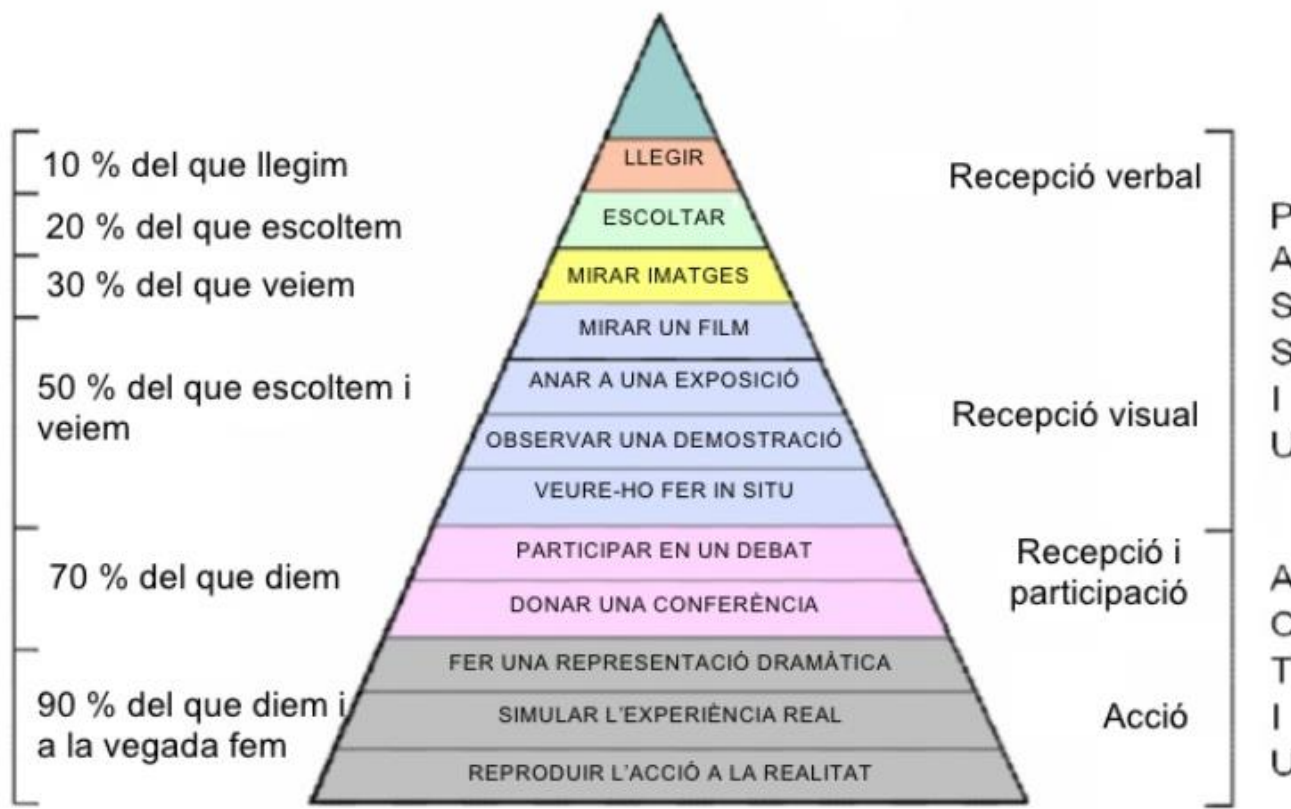 10 % del que llegim
20 % del que escoltem
30 % del que veiem
50 % del que escoltem i
veiem
70 % del que diem
90 % del que diem i
a la vegada fem
LLEGIR
ESCOLTAR
MIRAR IMATGES
MIRAR UN FILM
ANAR A UNA EXPOSICIÓ
OBSERVAR UNA DEMOSTRACIÓ
VEURE-HO FER IN SITU
PARTICIPAR EN UN DEBAT
DONAR UNA CONFERÈNCIA
FER UNA REPRESENTACIÓ DRAMÀTICA
SIMULAR L'EXPERIÈNCIA REAL
REPRODUIR L'ACCIÓ A LA REALITAT
Recepció verbal
Recepció visual
Recepció i
participació
Acció
PASSIU
ACTIU